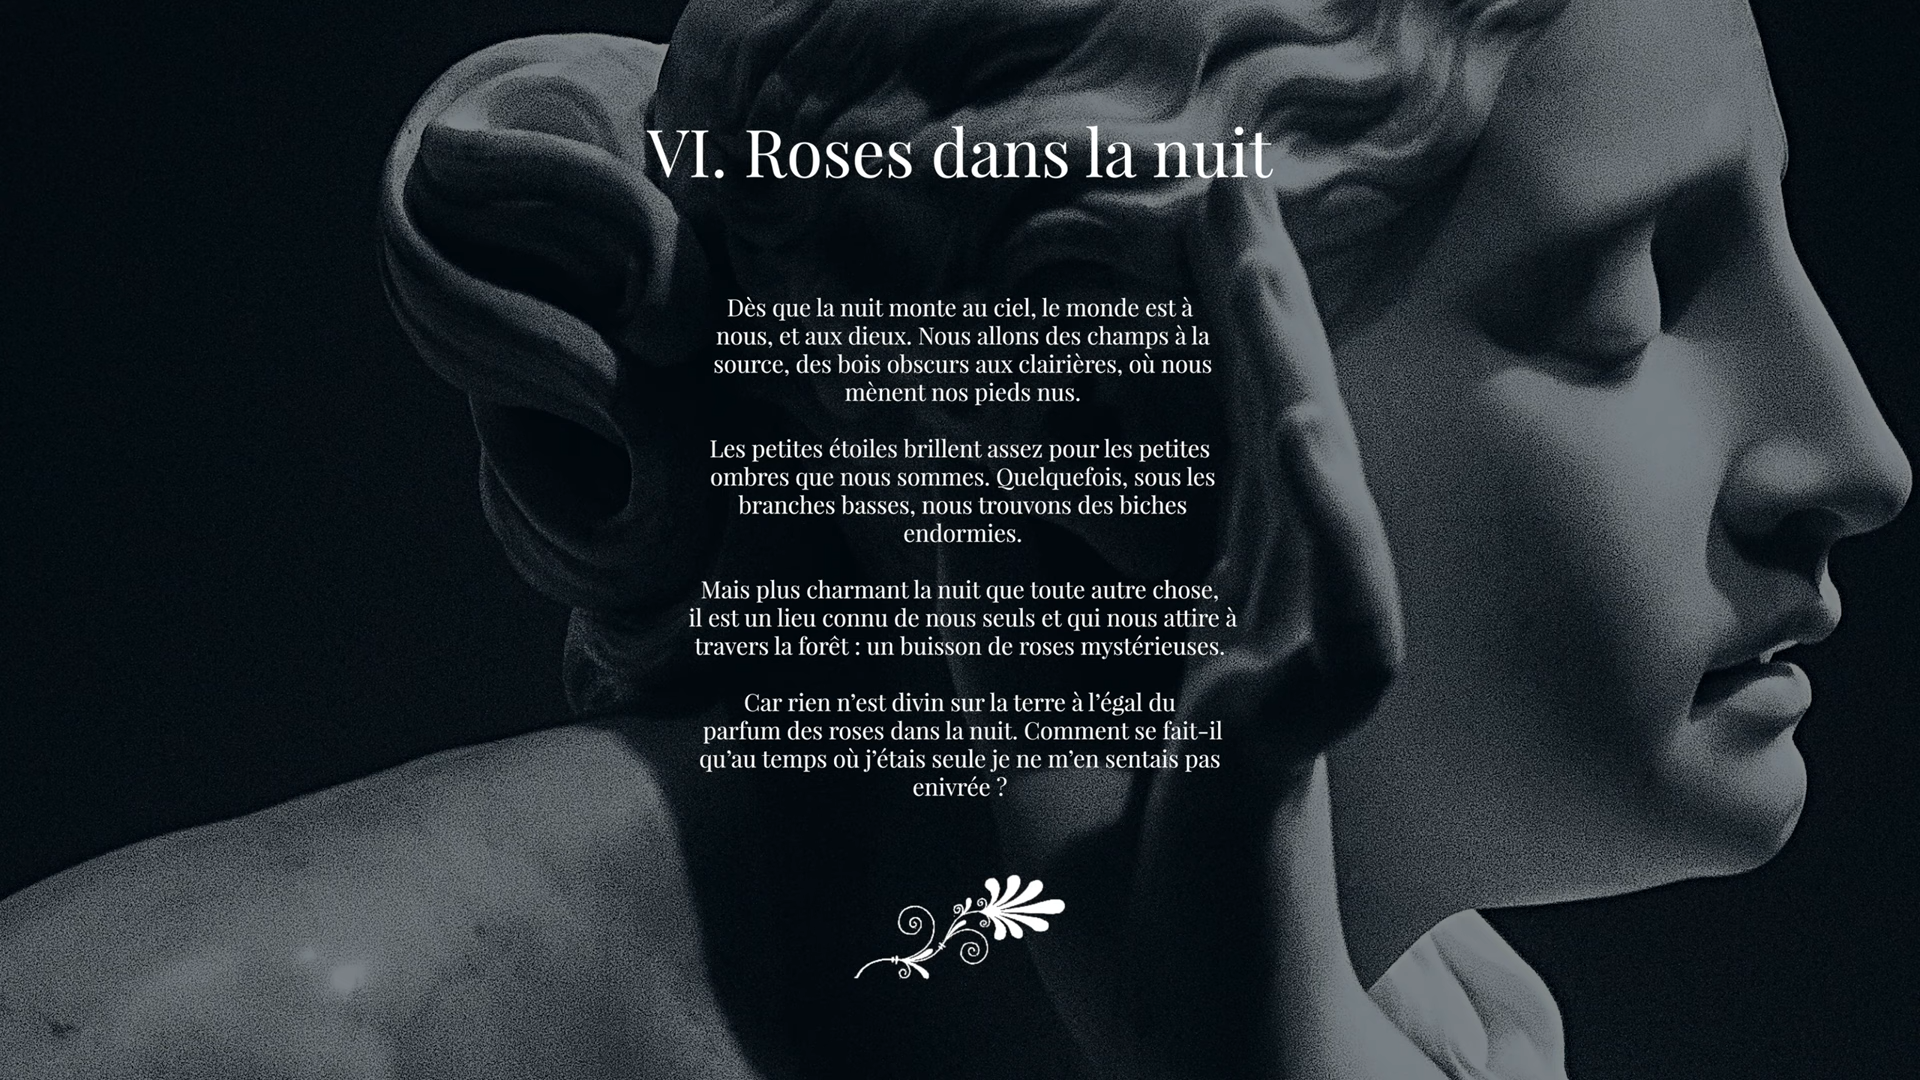 VI. Roses dans la nuit
Dès que la nuit monte au ciel, le monde est à
nous, et aux dieux. Nous allons des champs à la
source, des bois obscurs aux clairières, où nous
mènent nos pieds nus.
Les petites étoiles brillent assez pour les petites
ombres que nous sommes. Quelquefois, sous les
branches basses, nous trouvons des biches
endormies.
Mais plus charmant la nuit que toute autre chose,
il est un lieu connu de nous seuls et qui nous attire à
travers la forêt : un buisson de roses mystérieuses.
Car rien n’est divin sur la terre à l’égal du
parfum des roses dans la nuit. Comment se fait-il
qu’au temps où j’étais seule je ne m’en sentais pas
enivrée ?